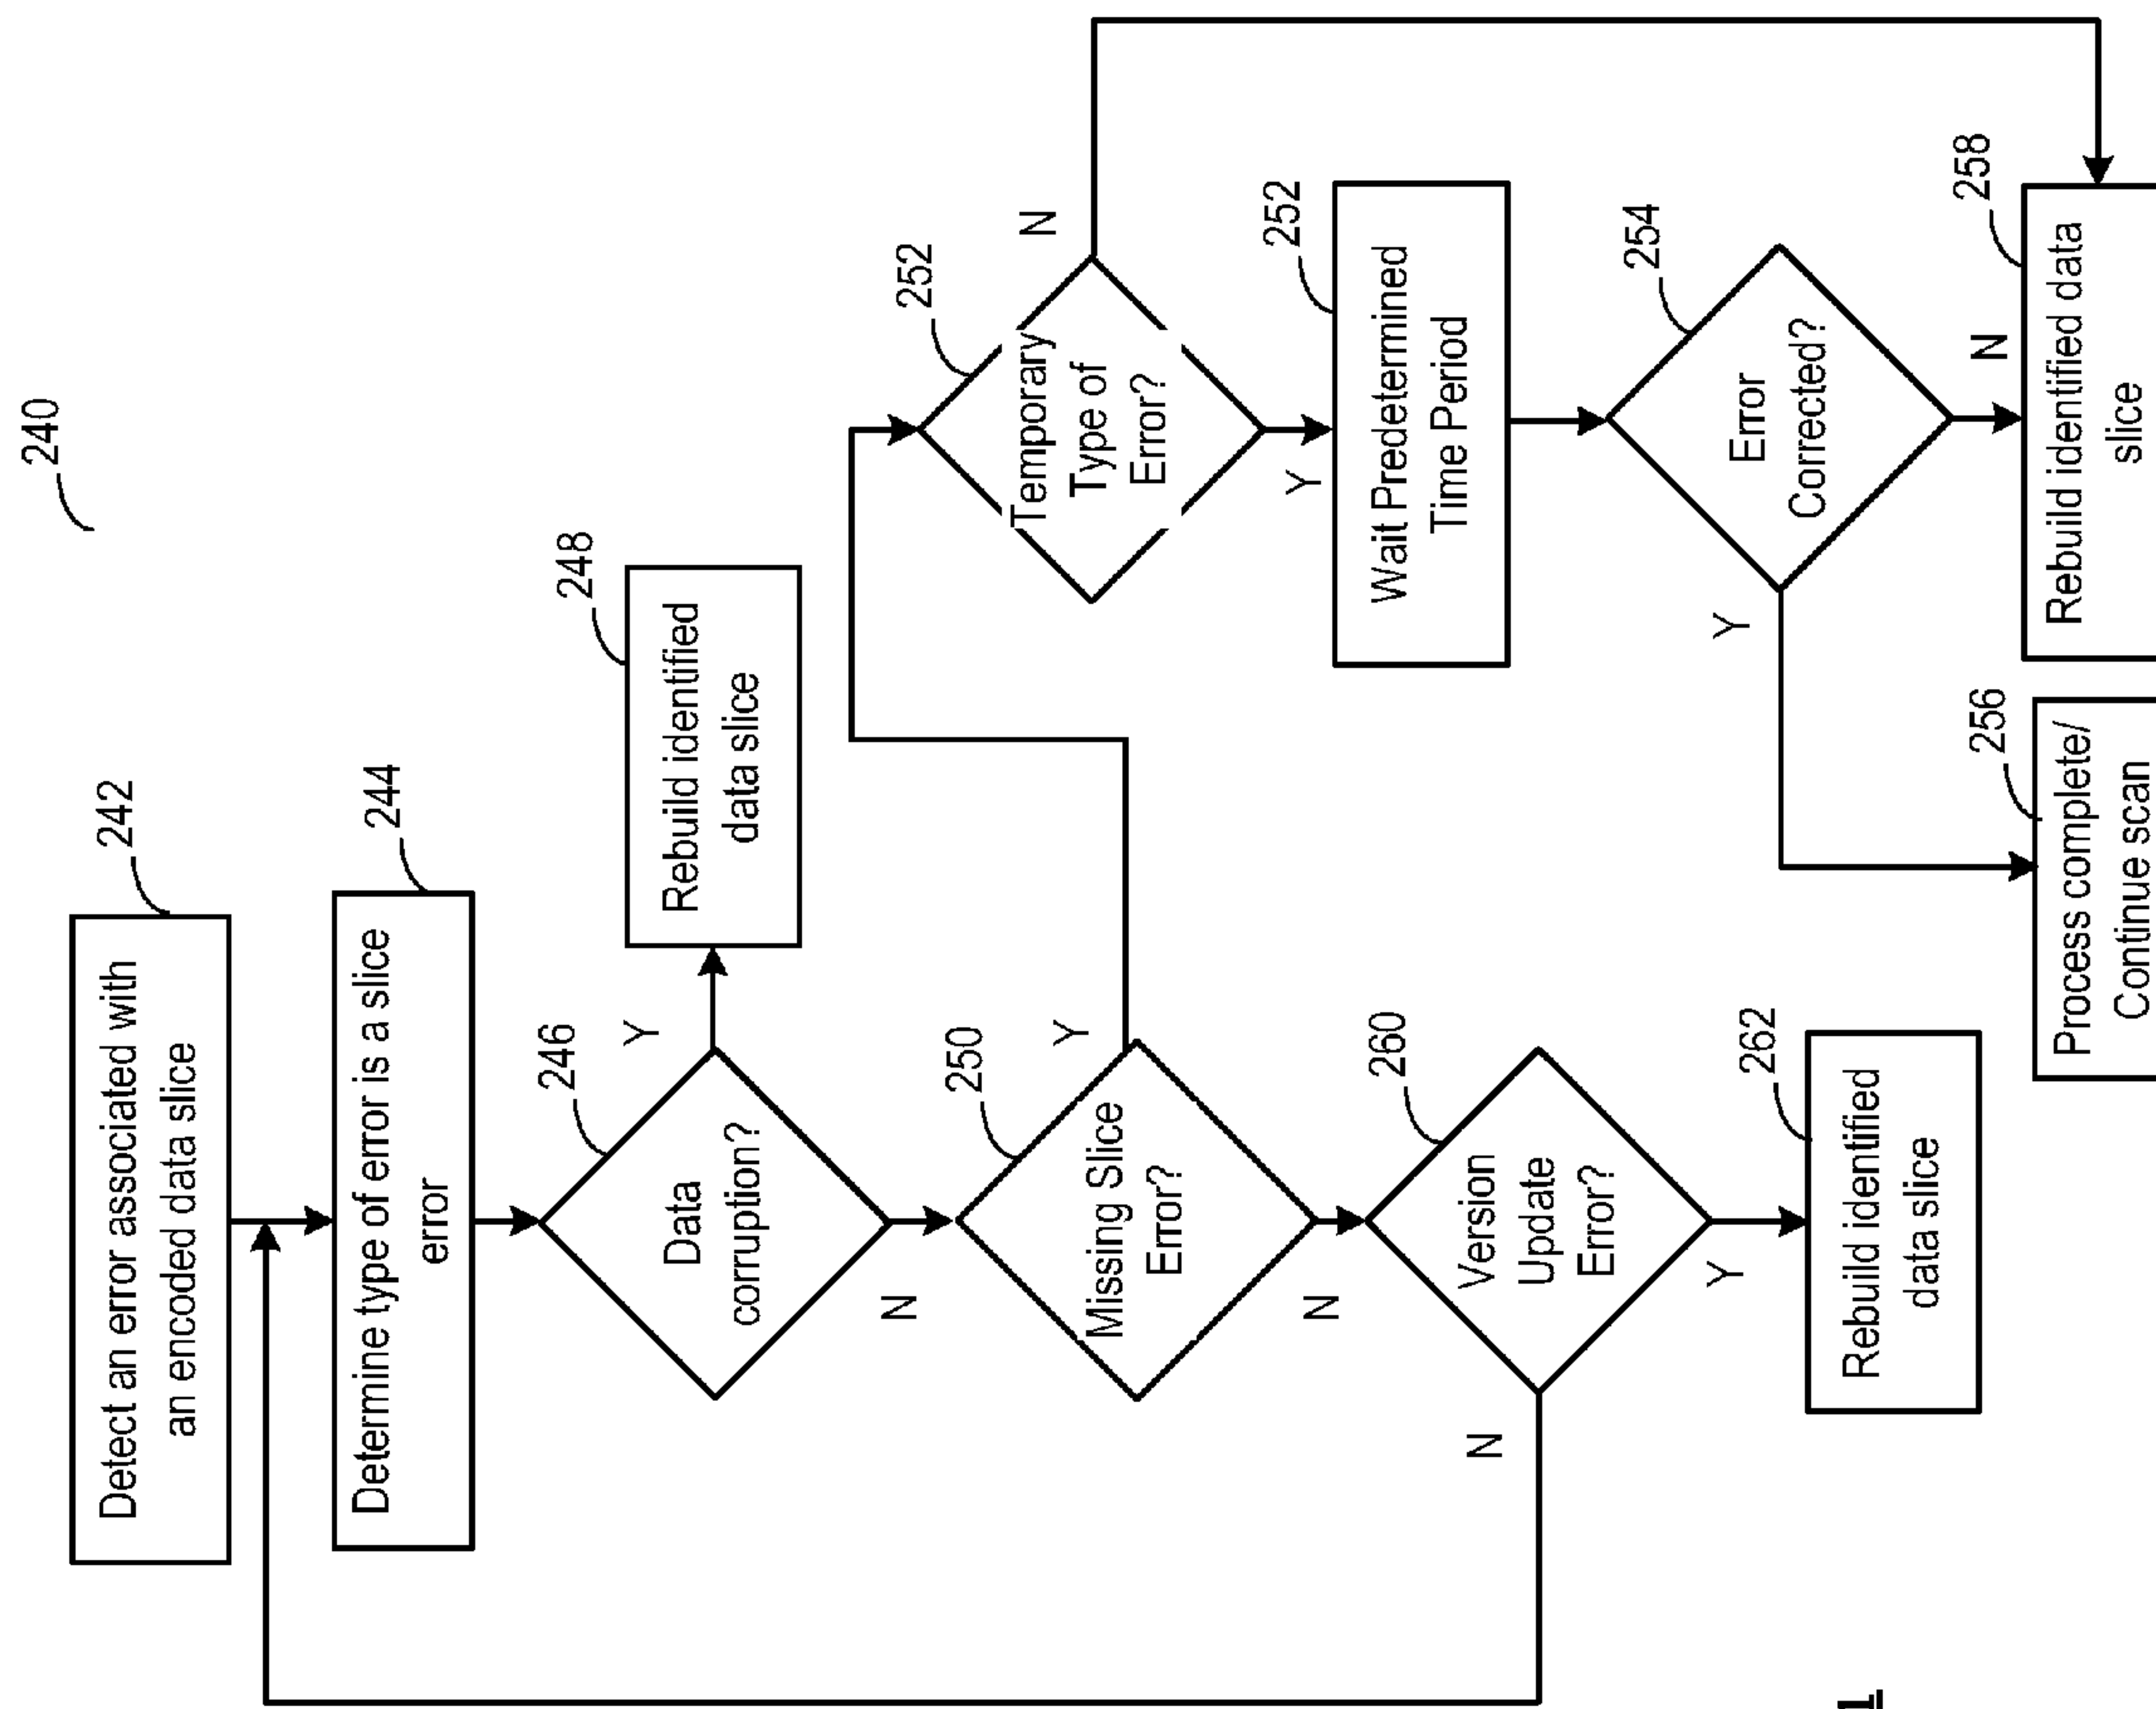 240
242
Detect an error associated with
an encoded data slice
244
Determine type of error is a slice
error
246
Data
corruption?
Y
N
248
Rebuild identified
data slice
250
Missing Slice
Error?
Y
N
260
Version
Update
Error?
N
Y
262
Rebuild identified
data slice
252
Temporary
Type of
Error?
N
Y
252
Wait Predetermined
Time Period
254
Error
Corrected?
Y
N
256
Process complete/
Continue scan
258
Rebuild identified data
slice